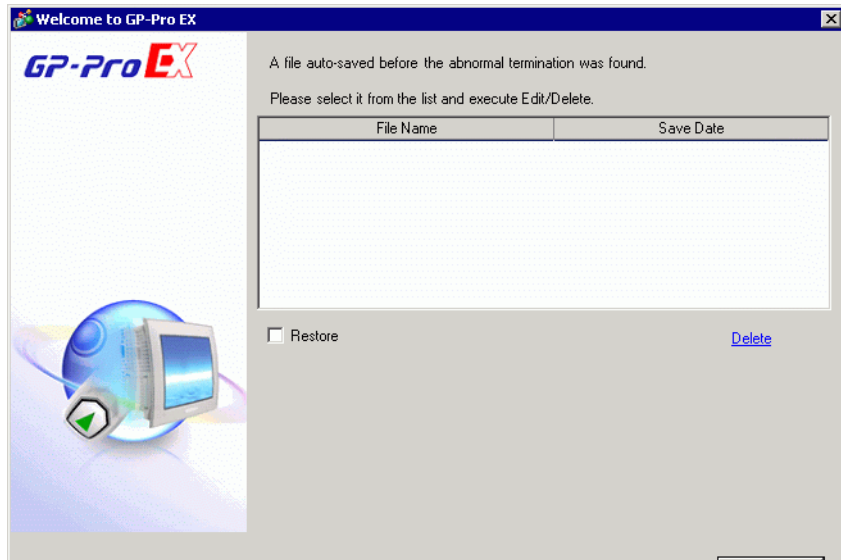 Welcome to GP-Pro EX
GP-Pro EX
A file auto-saved before the abnormal termination was found.
Please select it from the list and execute Edit/Delete.
File Name Save Date
Restore Delete